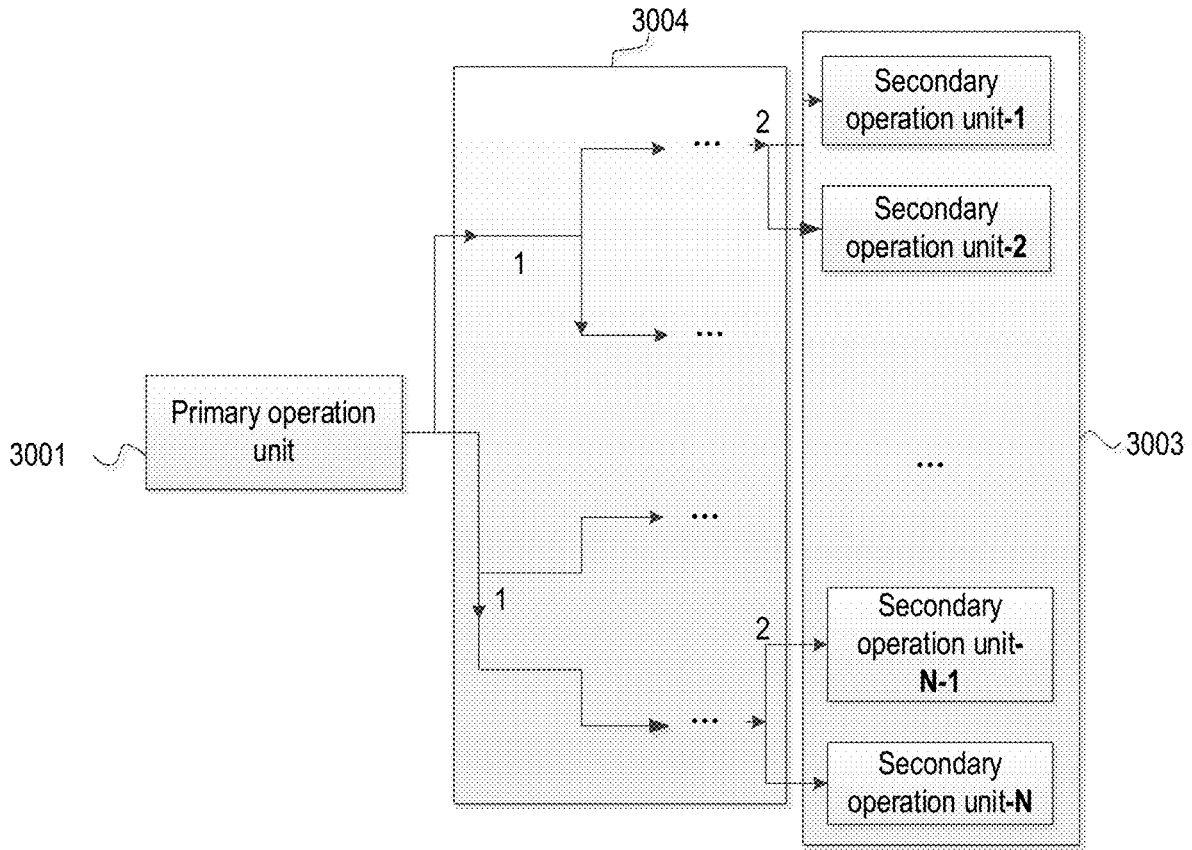 3004
Secondary
operation unit-1
2
...
Secondary
operation unit-2
1
...
Primary operation
unit
3001
3003
...
...
1
Secondary
operation unit-
N-1
2
...
Secondary
operation unit-N